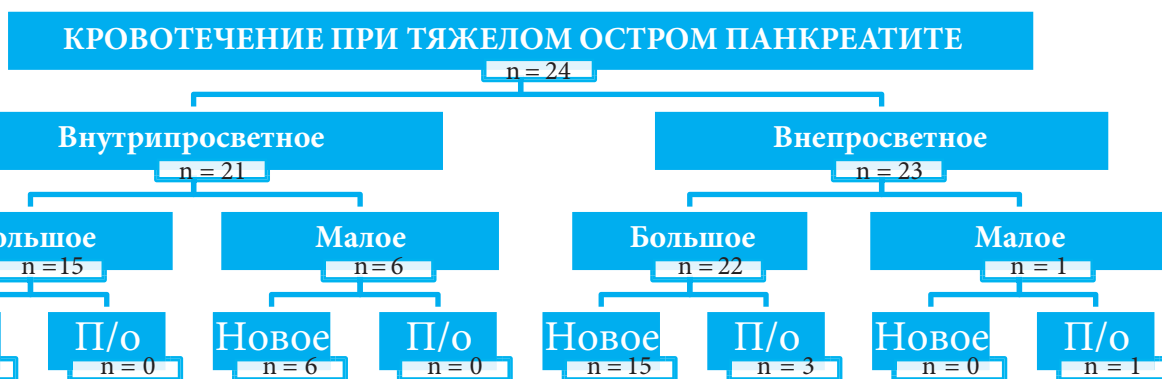 КРОВОТЕЧЕНИЕ ПРИ ТЯЖЕЛОМ ОСТРОМ ПАНКРЕАТИТЕ
n = 24
Внутрипросветное
Внепросветное
n = 21
n = 23
ольшое
Малое
Большое
Малое
n =15
n= 6
n = 22
n = 1
П/о
Новое
П/о
Новое
П/о
Новое
П/о
n = 0
n = 6
n = 0
n = 15
n = 3
n = 0
n = 1